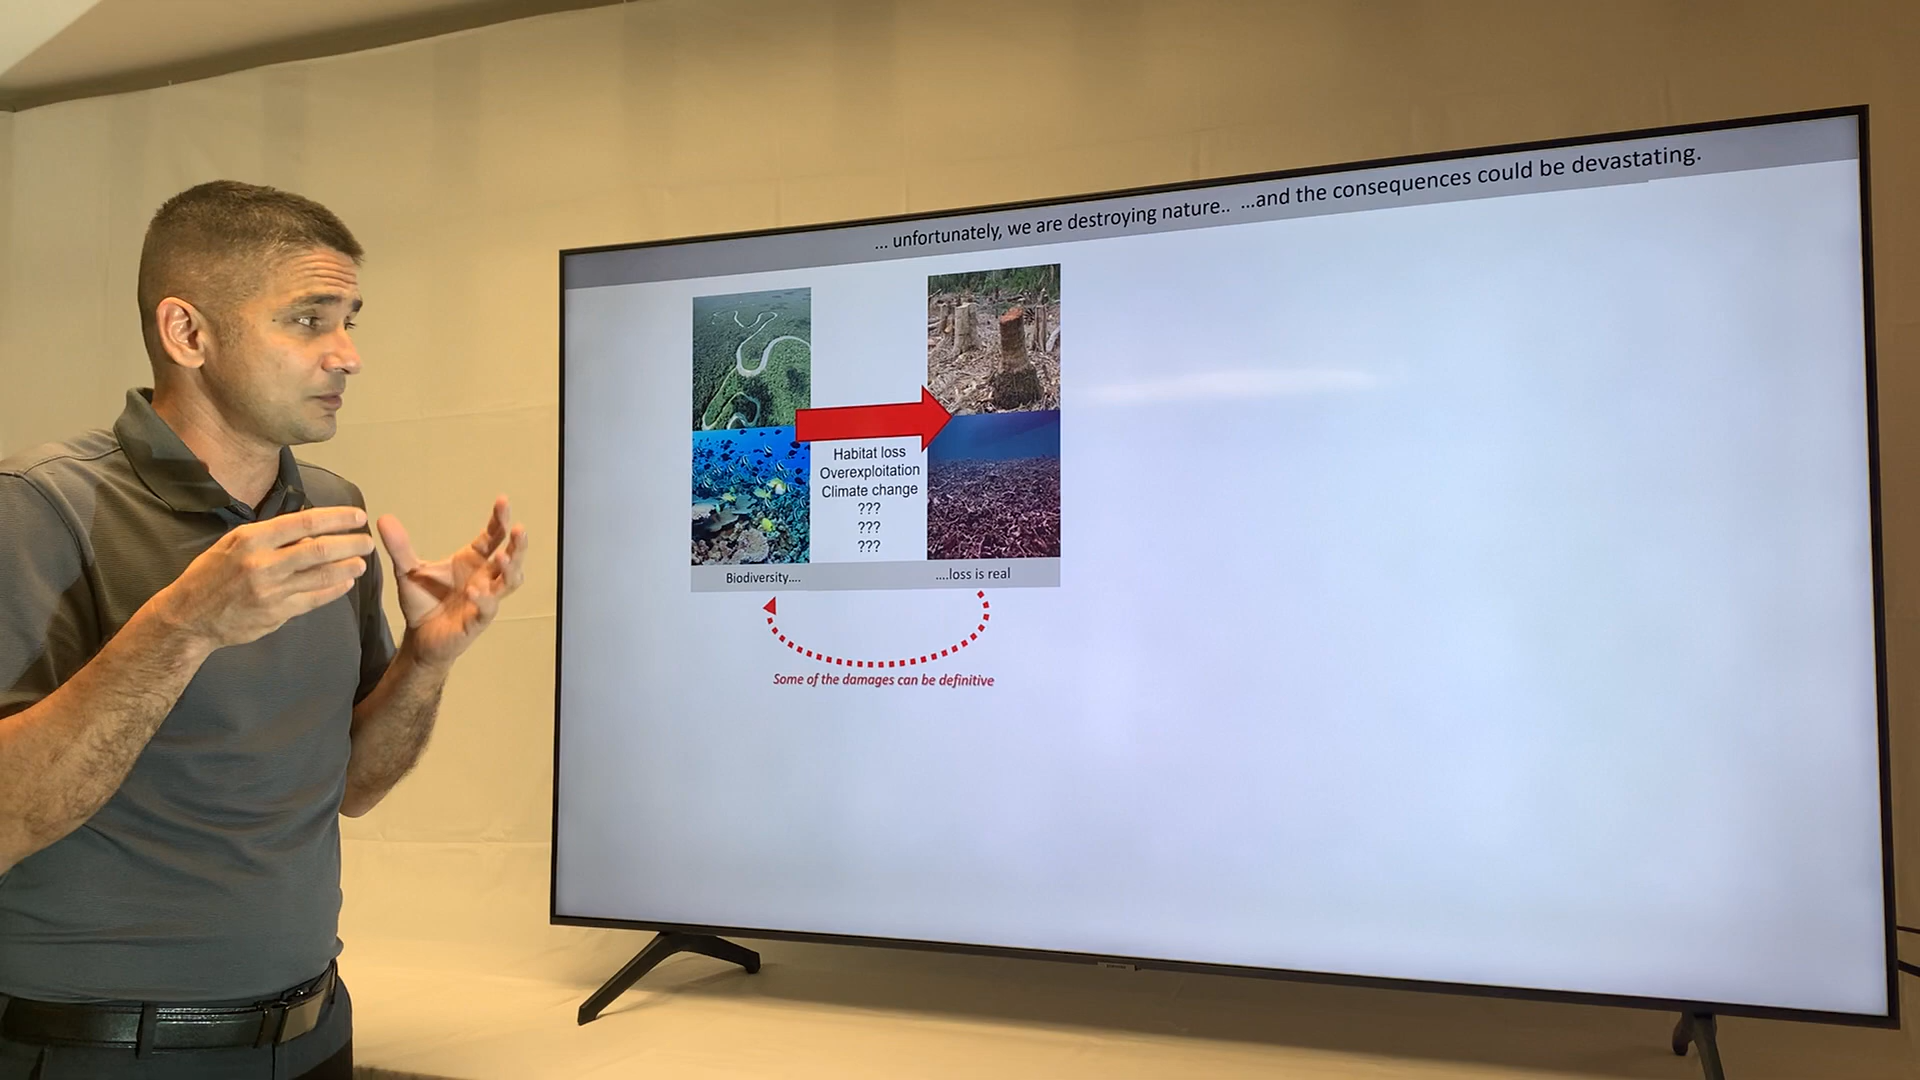 ... unfortunately, we are destroying nature.. ...and the consequences could be devastating.
Habitat loss
Overexploitation
Climate change
???
???
???
Biodiversity.... ....loss is real
Some of the damages can be definitive